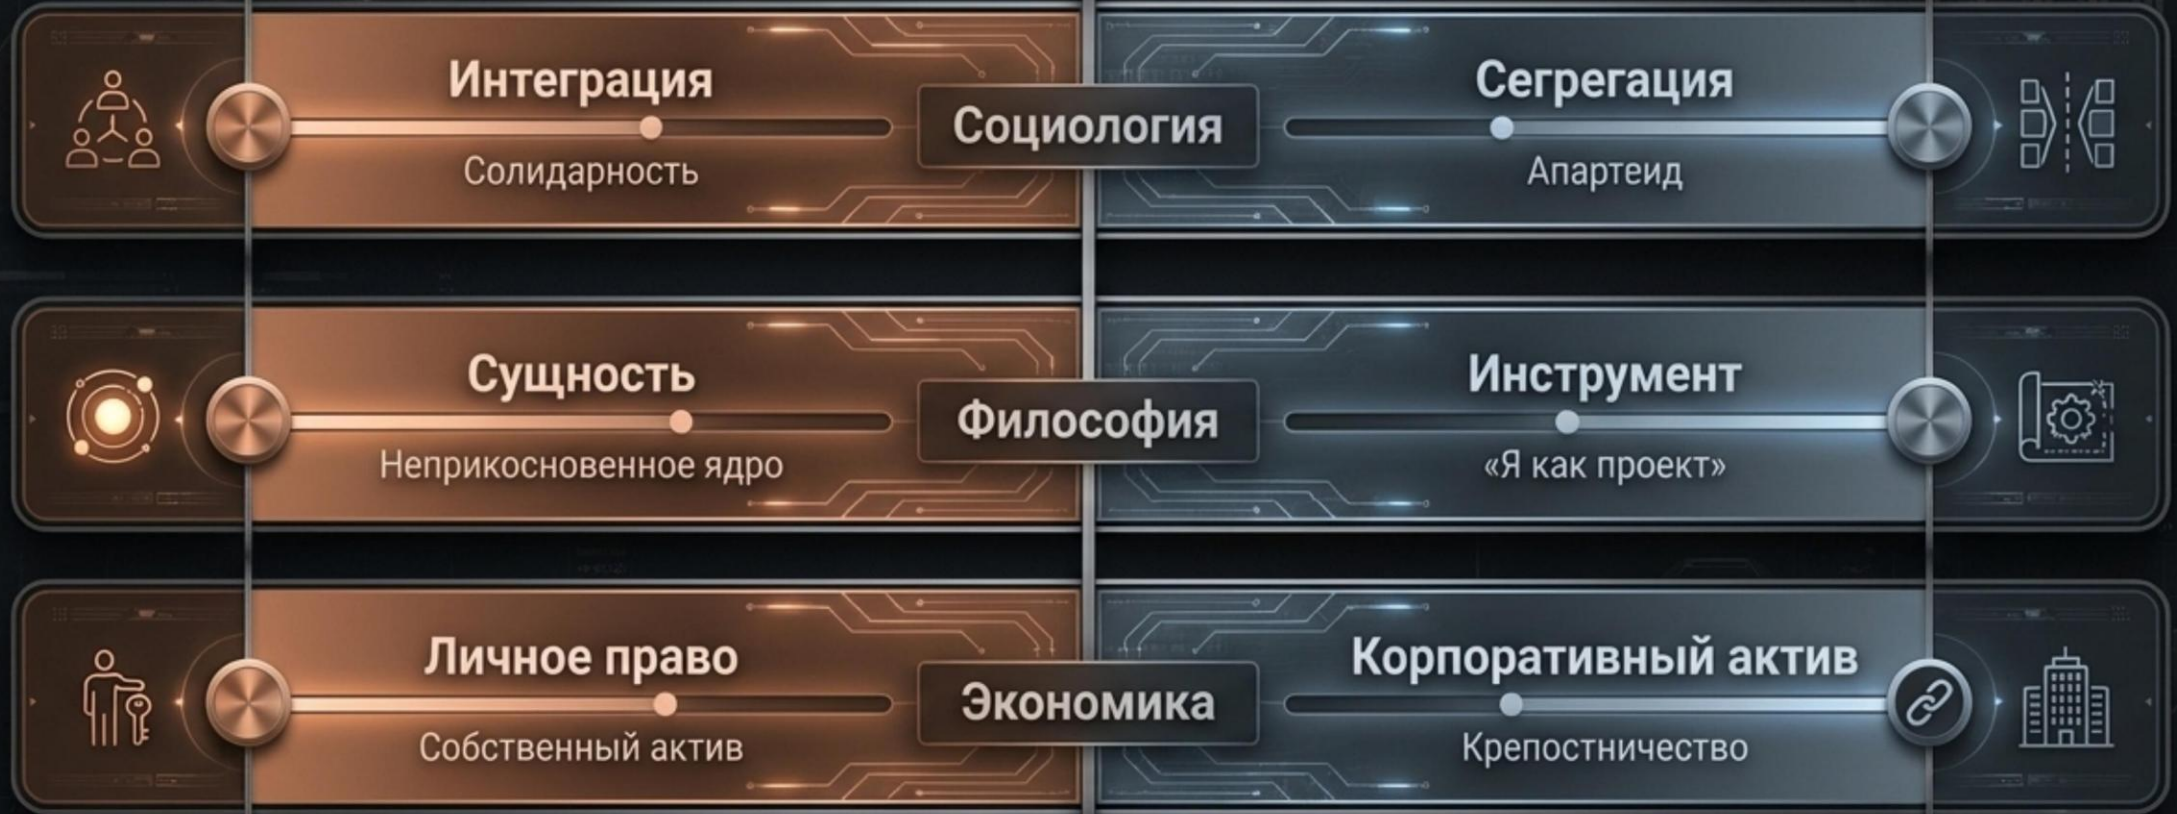 Интеграция
Солидарность
Социология
Сегрегация
Апартеид
Сущность
Неприкосновенное ядро
Философия
Инструмент
«Я как проект»
Личное право
Собственный актив
Экономика
Корпоративный актив
Крепостничество